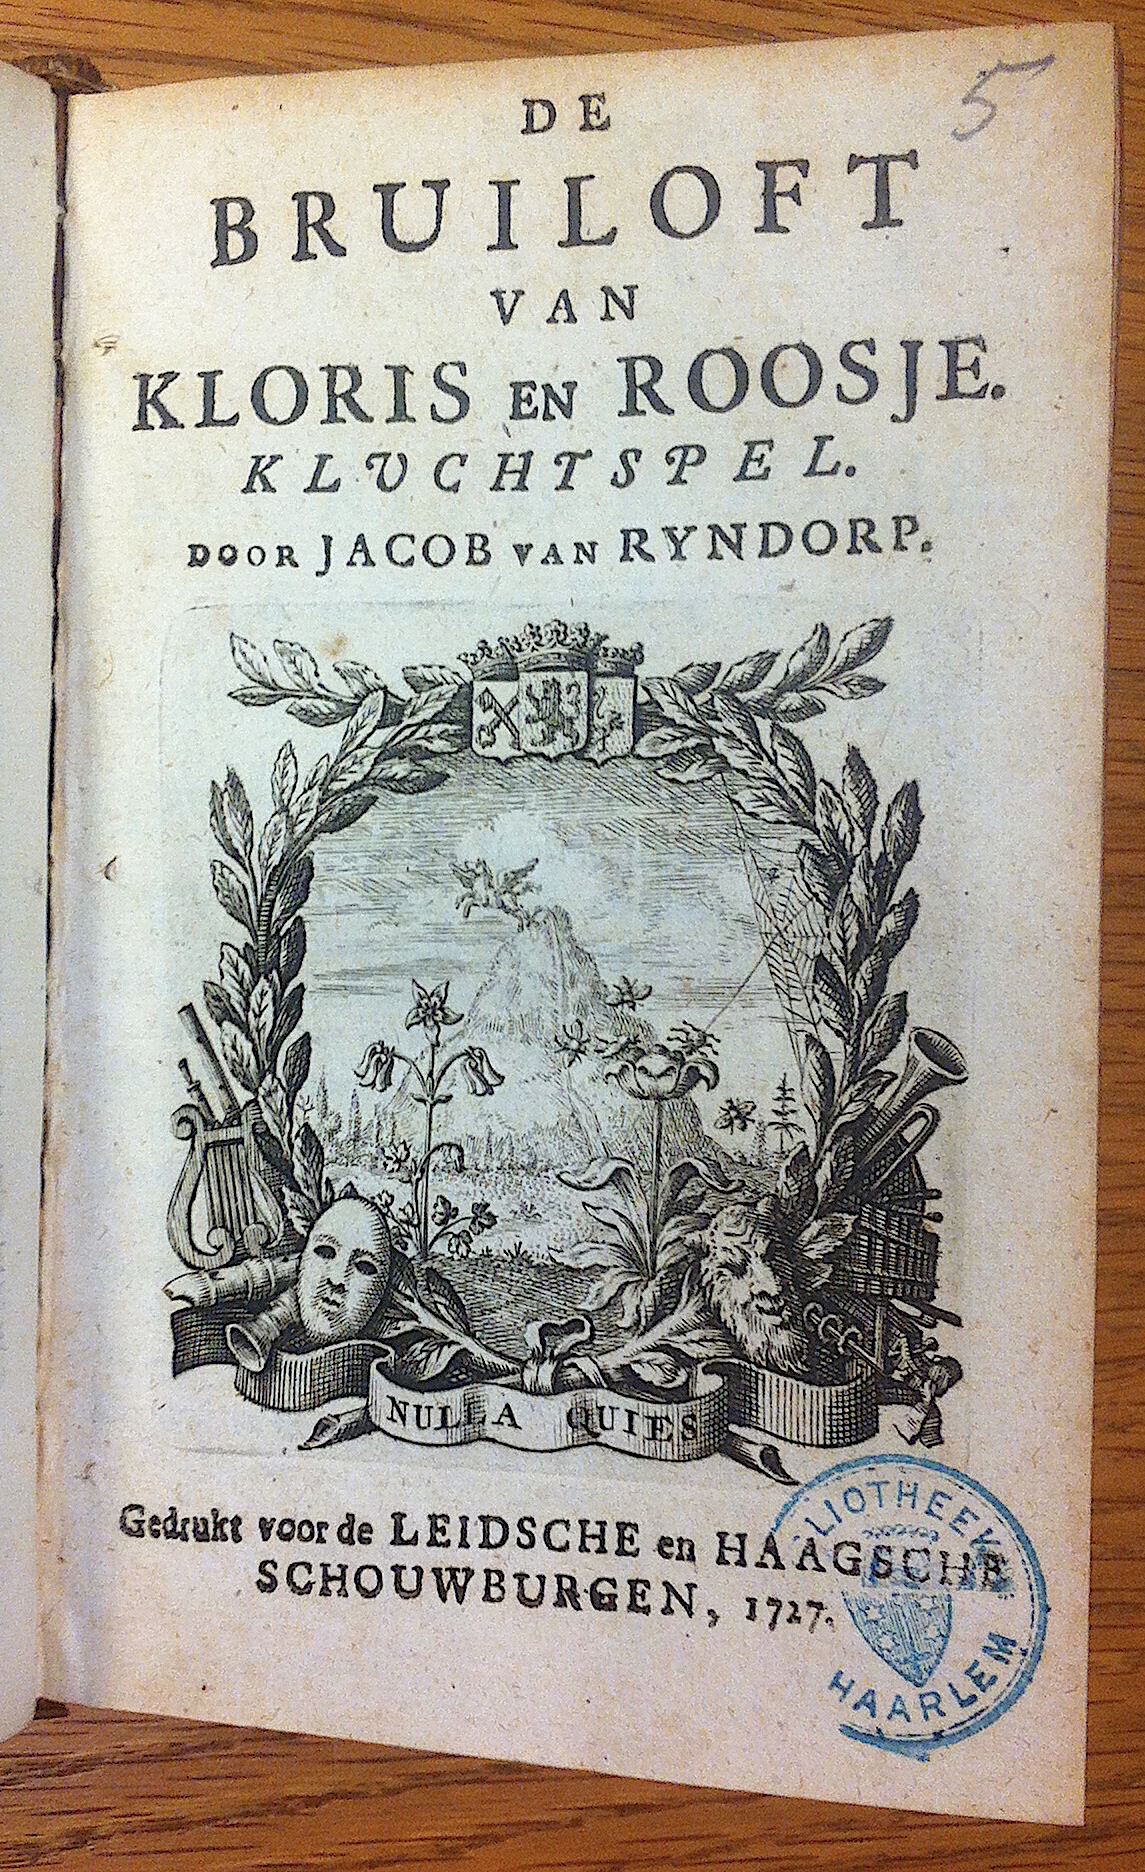 5
DE
BRUILOFT
VAN
KLORIS EN ROOSJE.
KLUCHTSPEL.
DOOR JACOB VAN RYNDORP.
NULLA QUIES
Gedrukt voor de LEIDSCHE en HAAGSCHE
SCHOUWBURGEN, 1727.
LIOTHEEK
HAARLEM